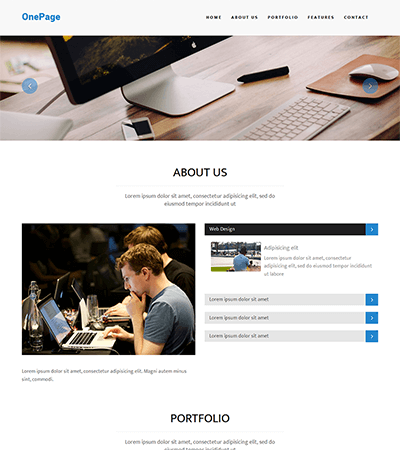 OnePage
HOME ABOUT US PORTFOLIO FEATURES CONTACT
ABOUT US
Lorem ipsum dolor sit amet, consectetur adipisicing elit, sed do
eiusmod tempor incididunt ut
Web Design
Adipisicing elit
Lorem ipsum dolor sit amet, consectetur
adipisicing elit, sed do eiusmod tempor incididunt
ut labore
Lorem ipsum dolor sit amet
Lorem ipsum dolor sit amet
Lorem ipsum dolor sit amet
Lorem ipsum dolor sit amet, consectetur adipisicing elit. Magni autem minus
sint, commodi.
PORTFOLIO
Lorem ipsum dolor sit amet, consectetur adipisicing elit, sed do